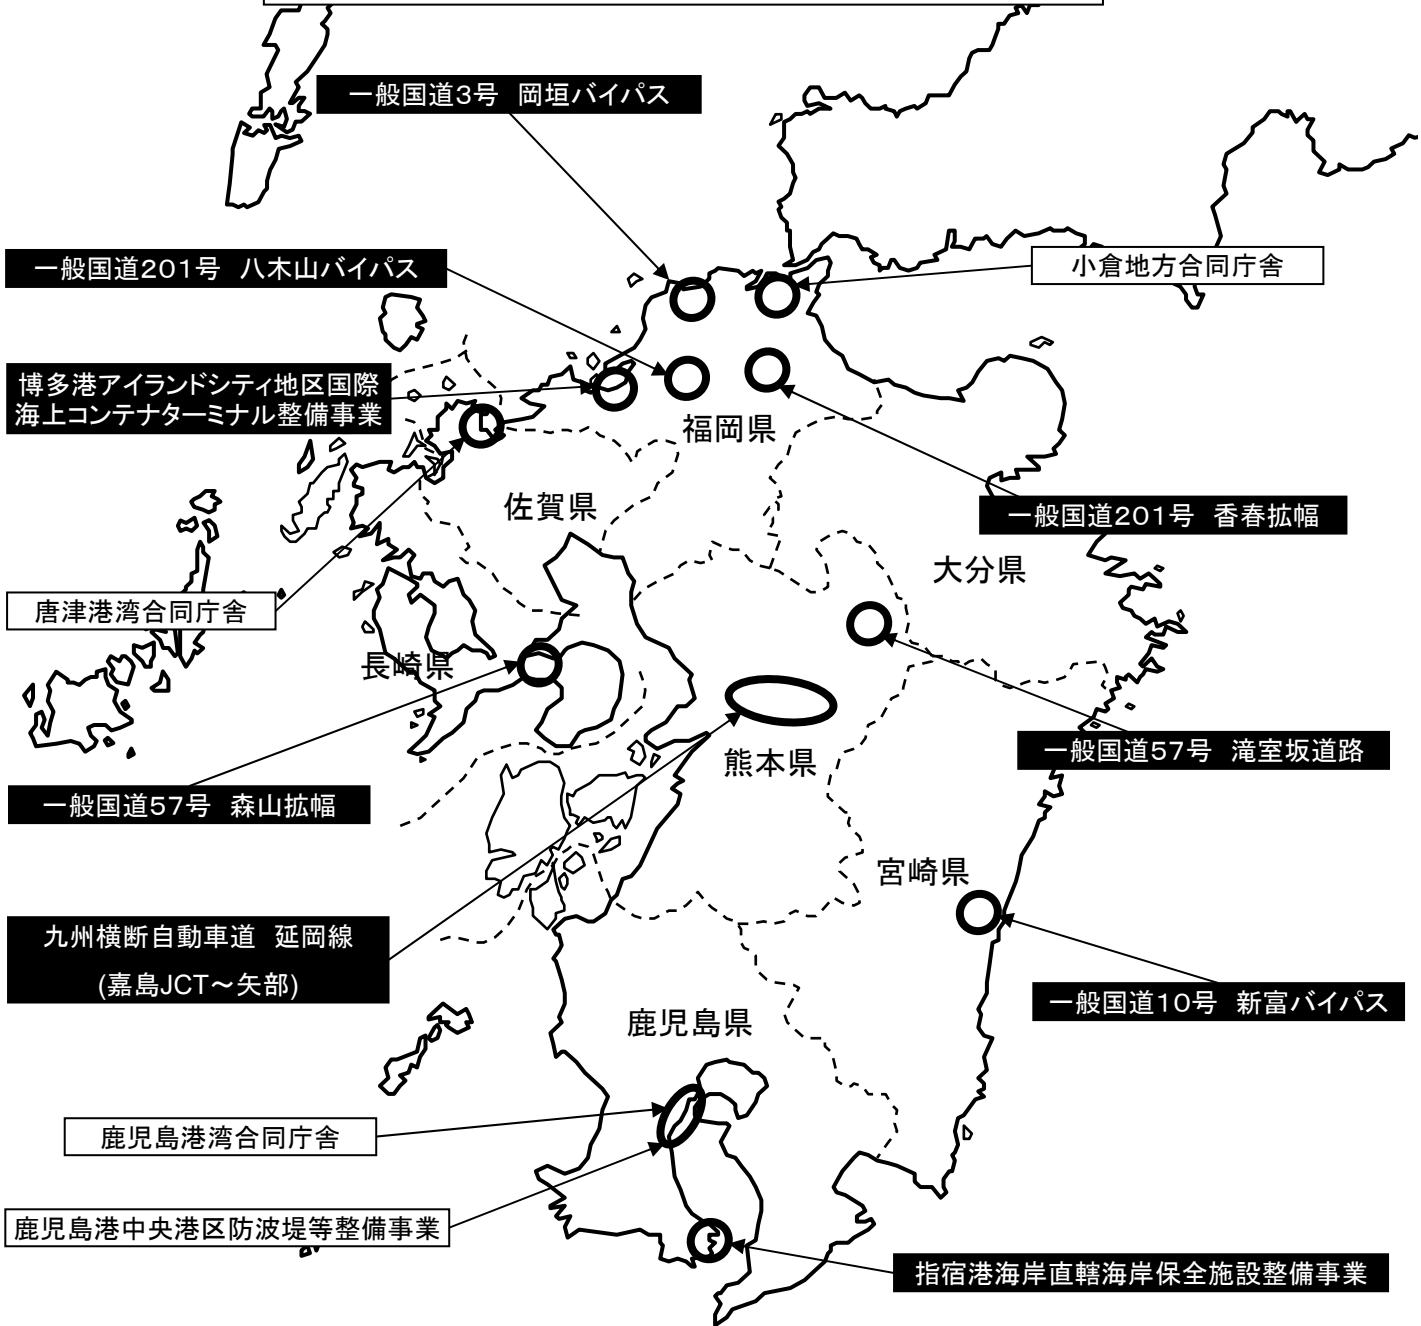 一般国道3号　岡垣バイパス
一般国道201号　八木山バイパス
小倉地方合同庁舎
博多港アイランドシティ地区国際
海上コンテナターミナル整備事業
福岡県
佐賀県
一般国道201号　香春拡幅
大分県
唐津港湾合同庁舎
長崎県
一般国道57号　滝室坂道路
熊本県
一般国道57号　森山拡幅
宮崎県
九州横断自動車道　延岡線
(嘉島JCT～矢部)
一般国道10号　新富バイパス
鹿児島県
鹿児島港湾合同庁舎
鹿児島港中央港区防波堤等整備事業
指宿港海岸直轄海岸保全施設整備事業